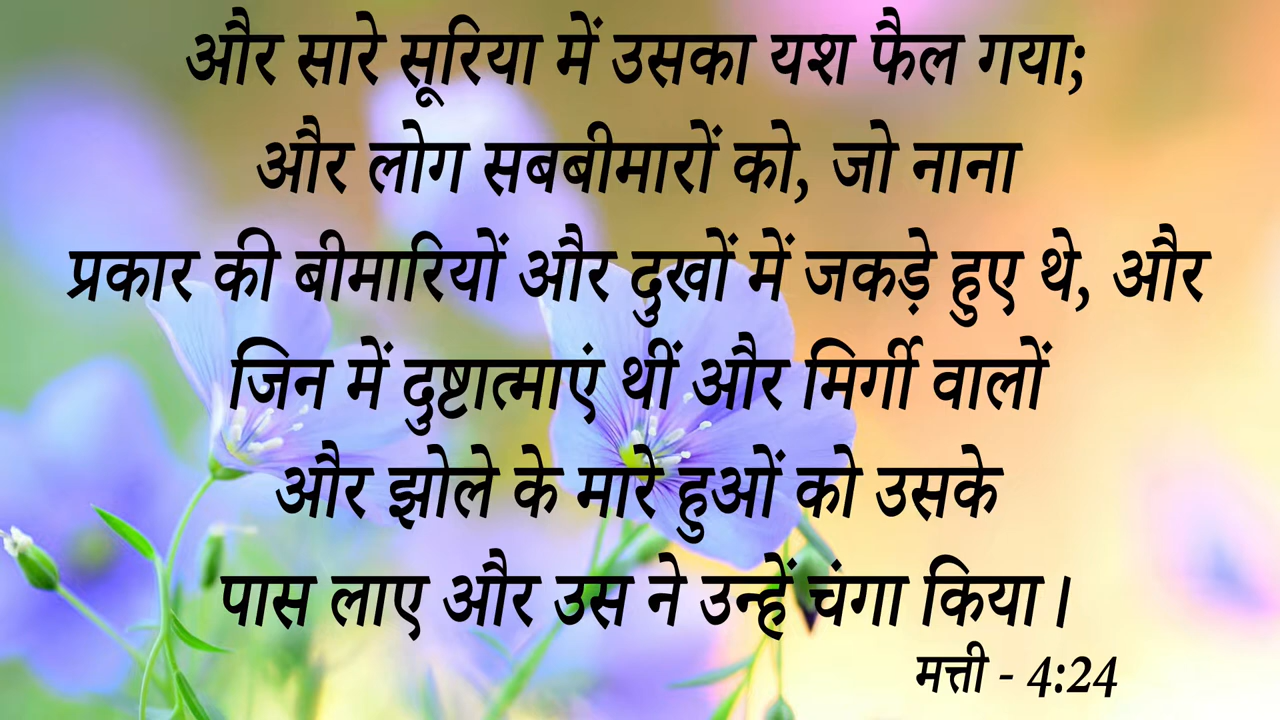 और सारे सूरिया में उसका यश फैल गया;
और लोग सबबीमारों को, जो नाना
प्रकार की बीमारियों और दुखों में जकड़े हुए थे, और
जिन में दुष्टात्माएं थीं और मिर्गी वालों
और झोले के मारे हुओं को उसके
पास लाए और उस ने उन्हें चंगा किया।
मत्ती - 4:24